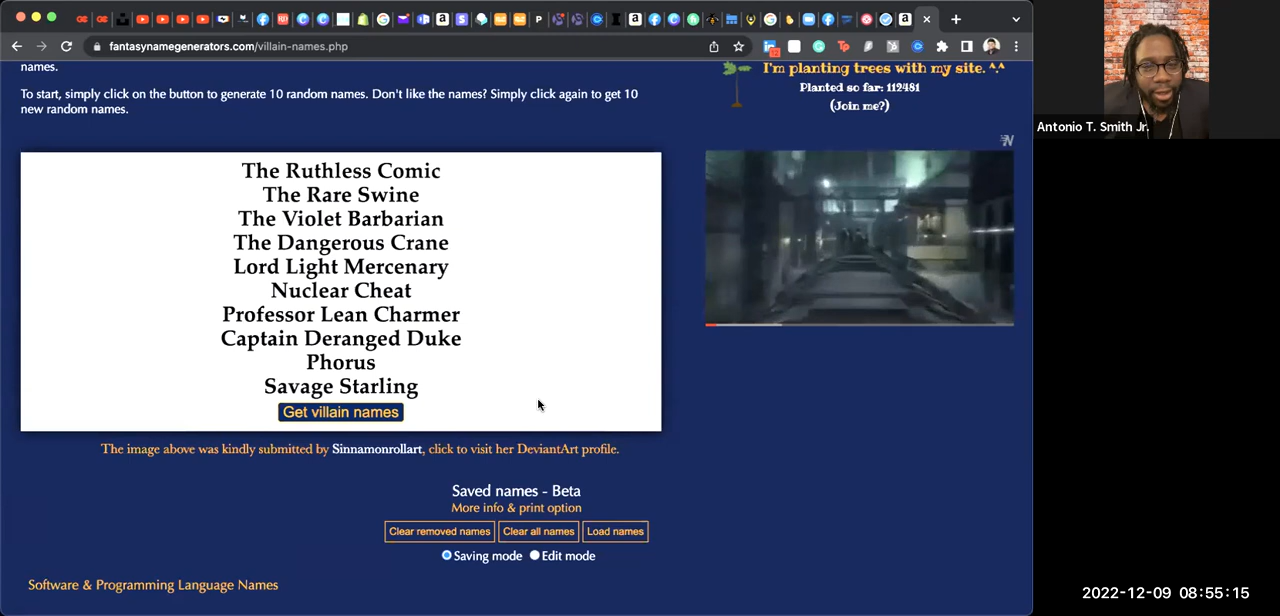 fantasynamegenerators.com/villain-names.php
names.
To start, simply click on the button to generate 10 random names. Don't like the names? Simply click again to get 10
new random names.
I'm planting trees with my site. ^.^
Planted so far: 112481
(Join me?)
The Ruthless Comic
The Rare Swine
The Violet Barbarian
The Dangerous Crane
Lord Light Mercenary
Nuclear Cheat
Professor Lean Charmer
Captain Deranged Duke
Phorus
Savage Starling
Get villain names
The image above was kindly submitted by Sinnamonrollart, click to visit her DeviantArt profile.
Saved names - Beta
More info & print option
Clear removed names Clear all names Load names
Saving mode Edit mode
Software & Programming Language Names
Antonio T. Smith Jr.
2022-12-09 08:55:15